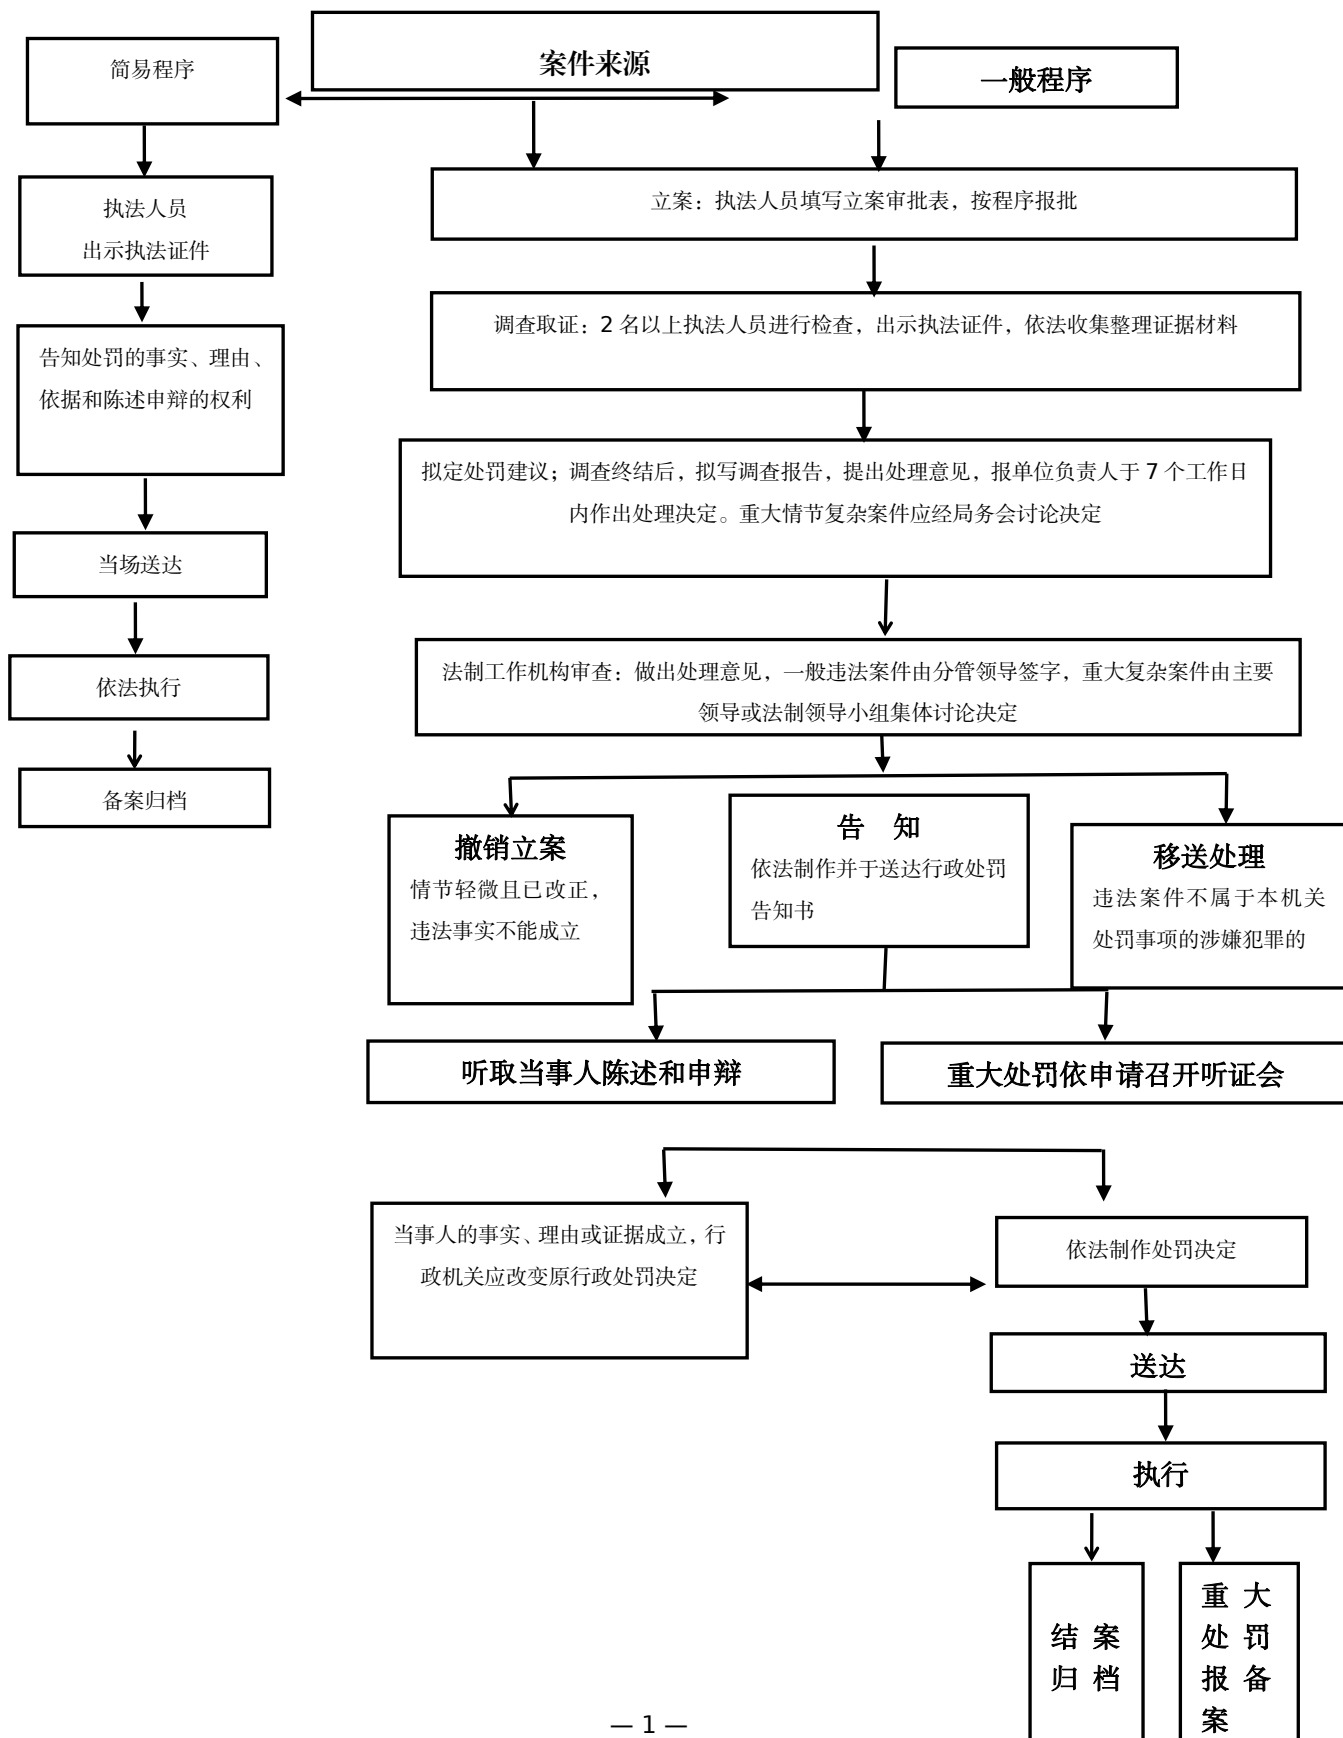 案件来源
简易程序
一般程序
执法人员
出示执法证件
告知处罚的事实、理由、
依据和陈述申辩的权利
当场送达
依法执行
备案归档
立案：执法人员填写立案审批表，按程序报批
调查取证：2 名以上执法人员进行检查，出示执法证件，依法收集整理证据材料
拟定处罚建议；调查终结后，拟写调查报告，提出处理意见，报单位负责人于 7 个工作日
内作出处理决定。重大情节复杂案件应经局务会讨论决定
法制工作机构审查：做出处理意见，一般违法案件由分管领导签字，重大复杂案件由主要
领导或法制领导小组集体讨论决定
撤销立案
情节轻微且已改正，
违法事实不能成立
告 知
依法制作并于送达行政处罚
告知书
移送处理
违法案件不属于本机关
处罚事项的涉嫌犯罪的
听取当事人陈述和申辩
重大处罚依申请召开听证会
当事人的事实、理由或证据成立，行
政机关应改变原行政处罚决定
依法制作处罚决定
送达
执行
结 案
归 档
重 大
处 罚
报 备
案
— 1 —